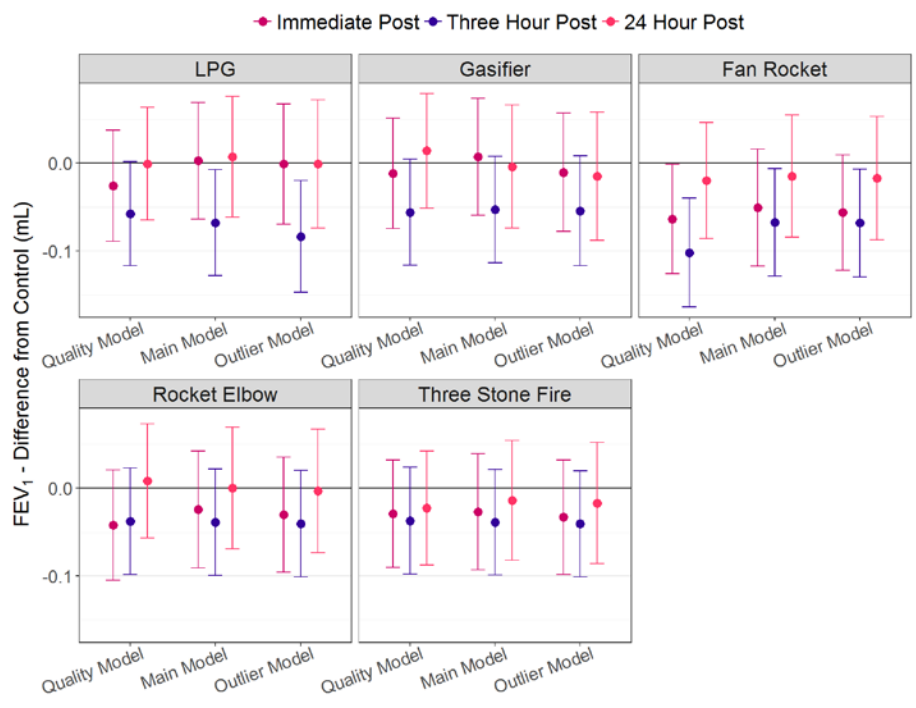 Immediate Post Three Hour Post 24 Hour Post
LPG Gasifier Fan Rocket
0.0
-0.1
Quality Model Main Model Outlier Model Quality Model Main Model Outlier Model Quality Model Main Model Outlier Model
Rocket Elbow Three Stone Fire
0.0
-0.1
Quality Model Main Model Outlier Model Quality Model Main Model Outlier Model
FEV₁ - Difference from Control (mL)